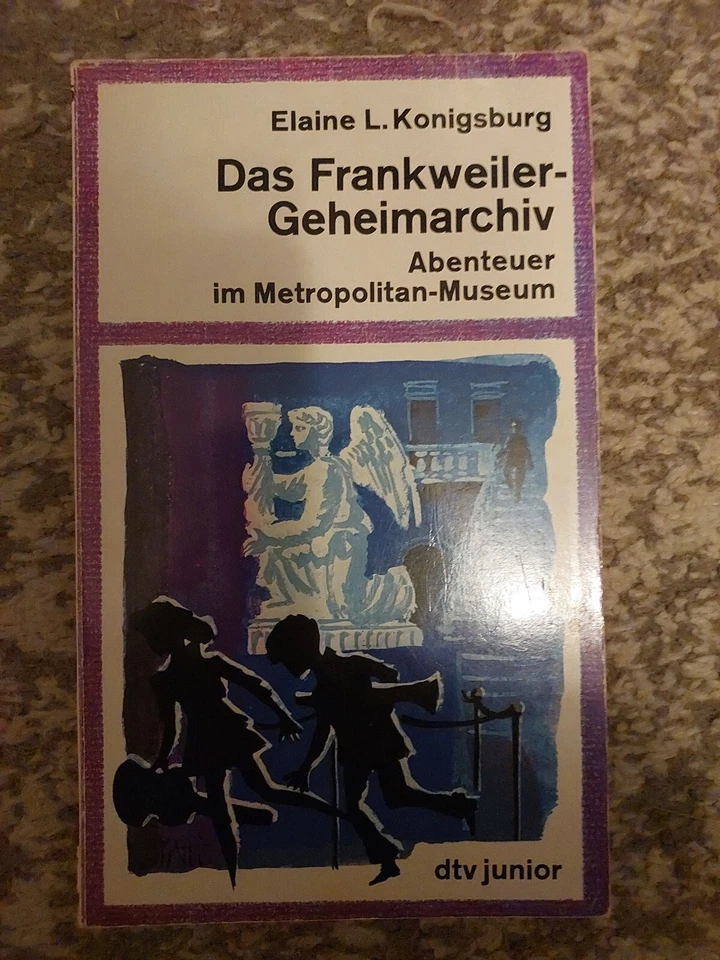 Elaine L. Konigsburg
Das Frankweiler-
Geheimarchiv
Abenteuer
im Metropolitan-Museum
dtv junior